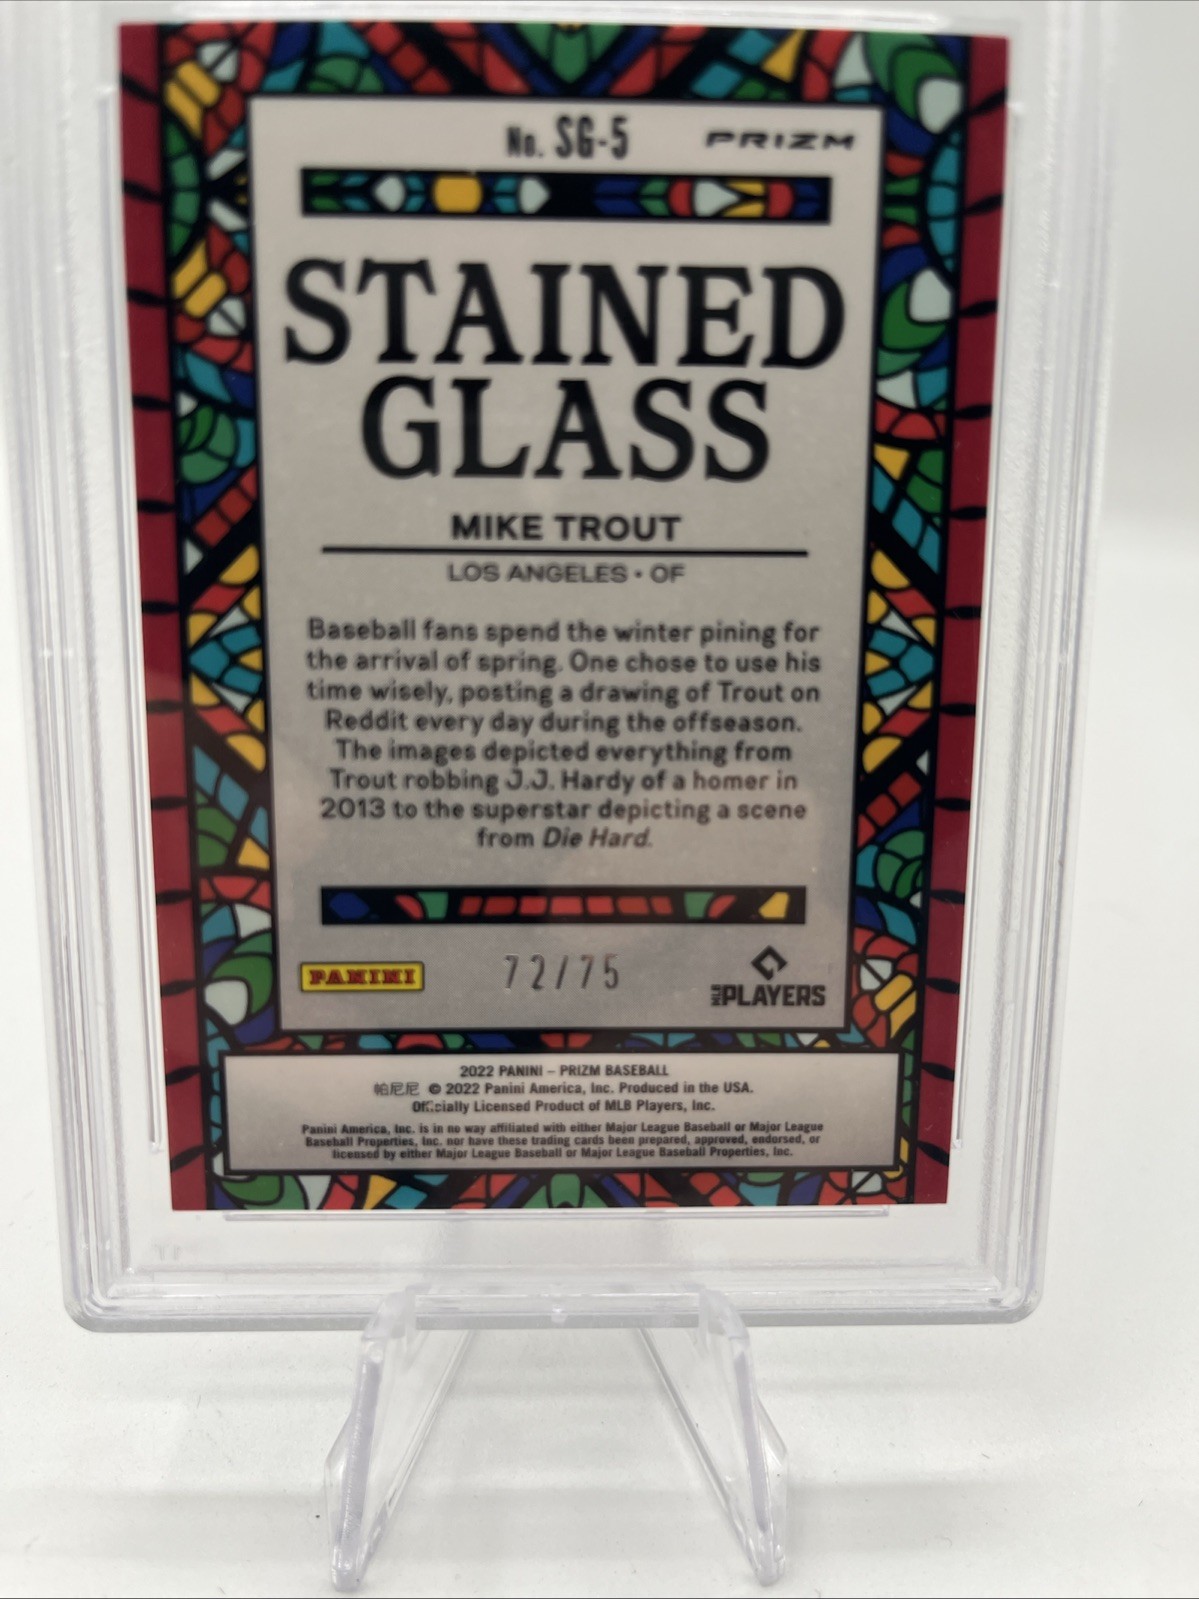 No. SG-5 PRIZM
STAINED
GLASS
MIKE TROUT
LOS ANGELES • OF
Baseball fans spend the winter pining for
the arrival of spring. One chose to use his
time wisely, posting a drawing of Trout on
Reddit every day during the offseason.
The images depicted everything from
Trout robbing J.J. Hardy of a homer in
2013 to the superstar depicting a scene
from Die Hard.
PANINI 72/75 MLB PLAYERS
2022 PANINI – PRIZM BASEBALL
帕尼尼 © 2022 Panini America, Inc. Produced in the USA.
Officially Licensed Product of MLB Players, Inc.
Panini America, Inc. is in no way affiliated with either Major League Baseball or Major League
Baseball Properties, Inc. nor have these trading cards been prepared, approved, endorsed, or
licensed by either Major League Baseball or Major League Baseball Properties, Inc.